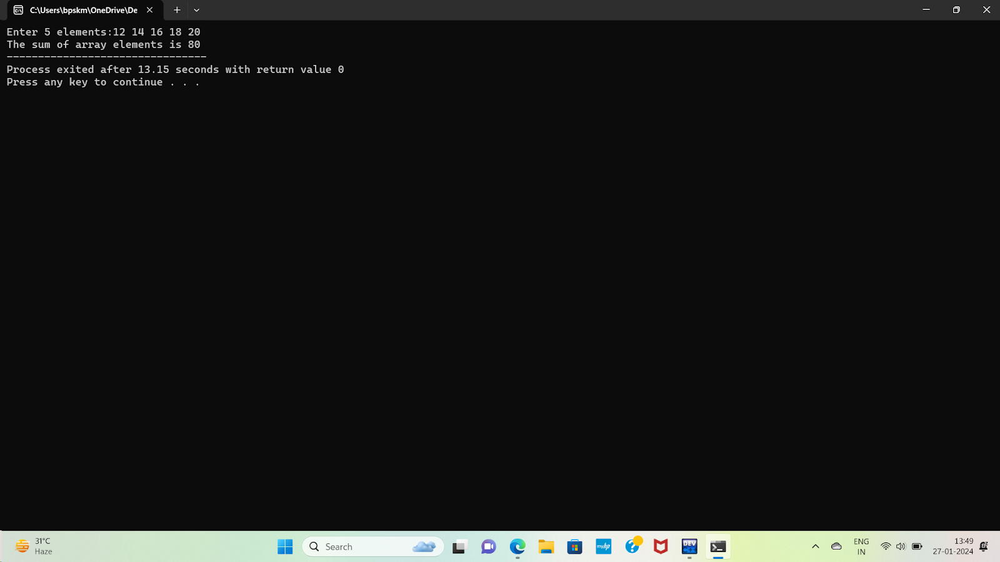 C:\Users\bpskm\OneDrive\De
Enter 5 elements:12 14 16 18 20
The sum of array elements is 80
--------------------------------
Process exited after 13.15 seconds with return value 0
Press any key to continue . . .
31°C
Haze
Search
myhp
DEV
ENG
IN
13:49
27-01-2024